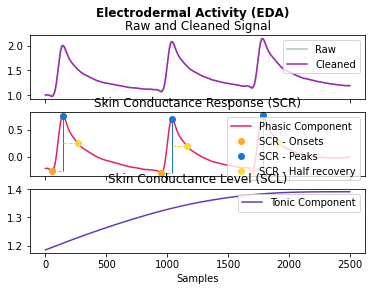 Electrodermal Activity (EDA)
Raw and Cleaned Signal
2.0
1.5
1.0
Raw
Cleaned
Skin Conductance Response (SCR)
0.5
0.0
Phasic Component
SCR - Onsets
SCR - Peaks
SCR - Half recovery
Skin Conductance Level (SCL)
1.4
1.3
1.2
Tonic Component
0 500 1000 1500 2000 2500
Samples